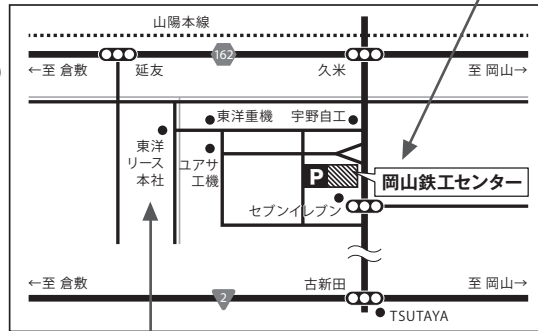 山陽本線
162
←至 倉敷
延友
久米
至 岡山→
東洋重機
宇野自工
東洋
リース
本社
ユアサ
工機
P
岡山鉄工センター
セブンイレブン
←至 倉敷
古新田
至 岡山→
2
TSUTAYA